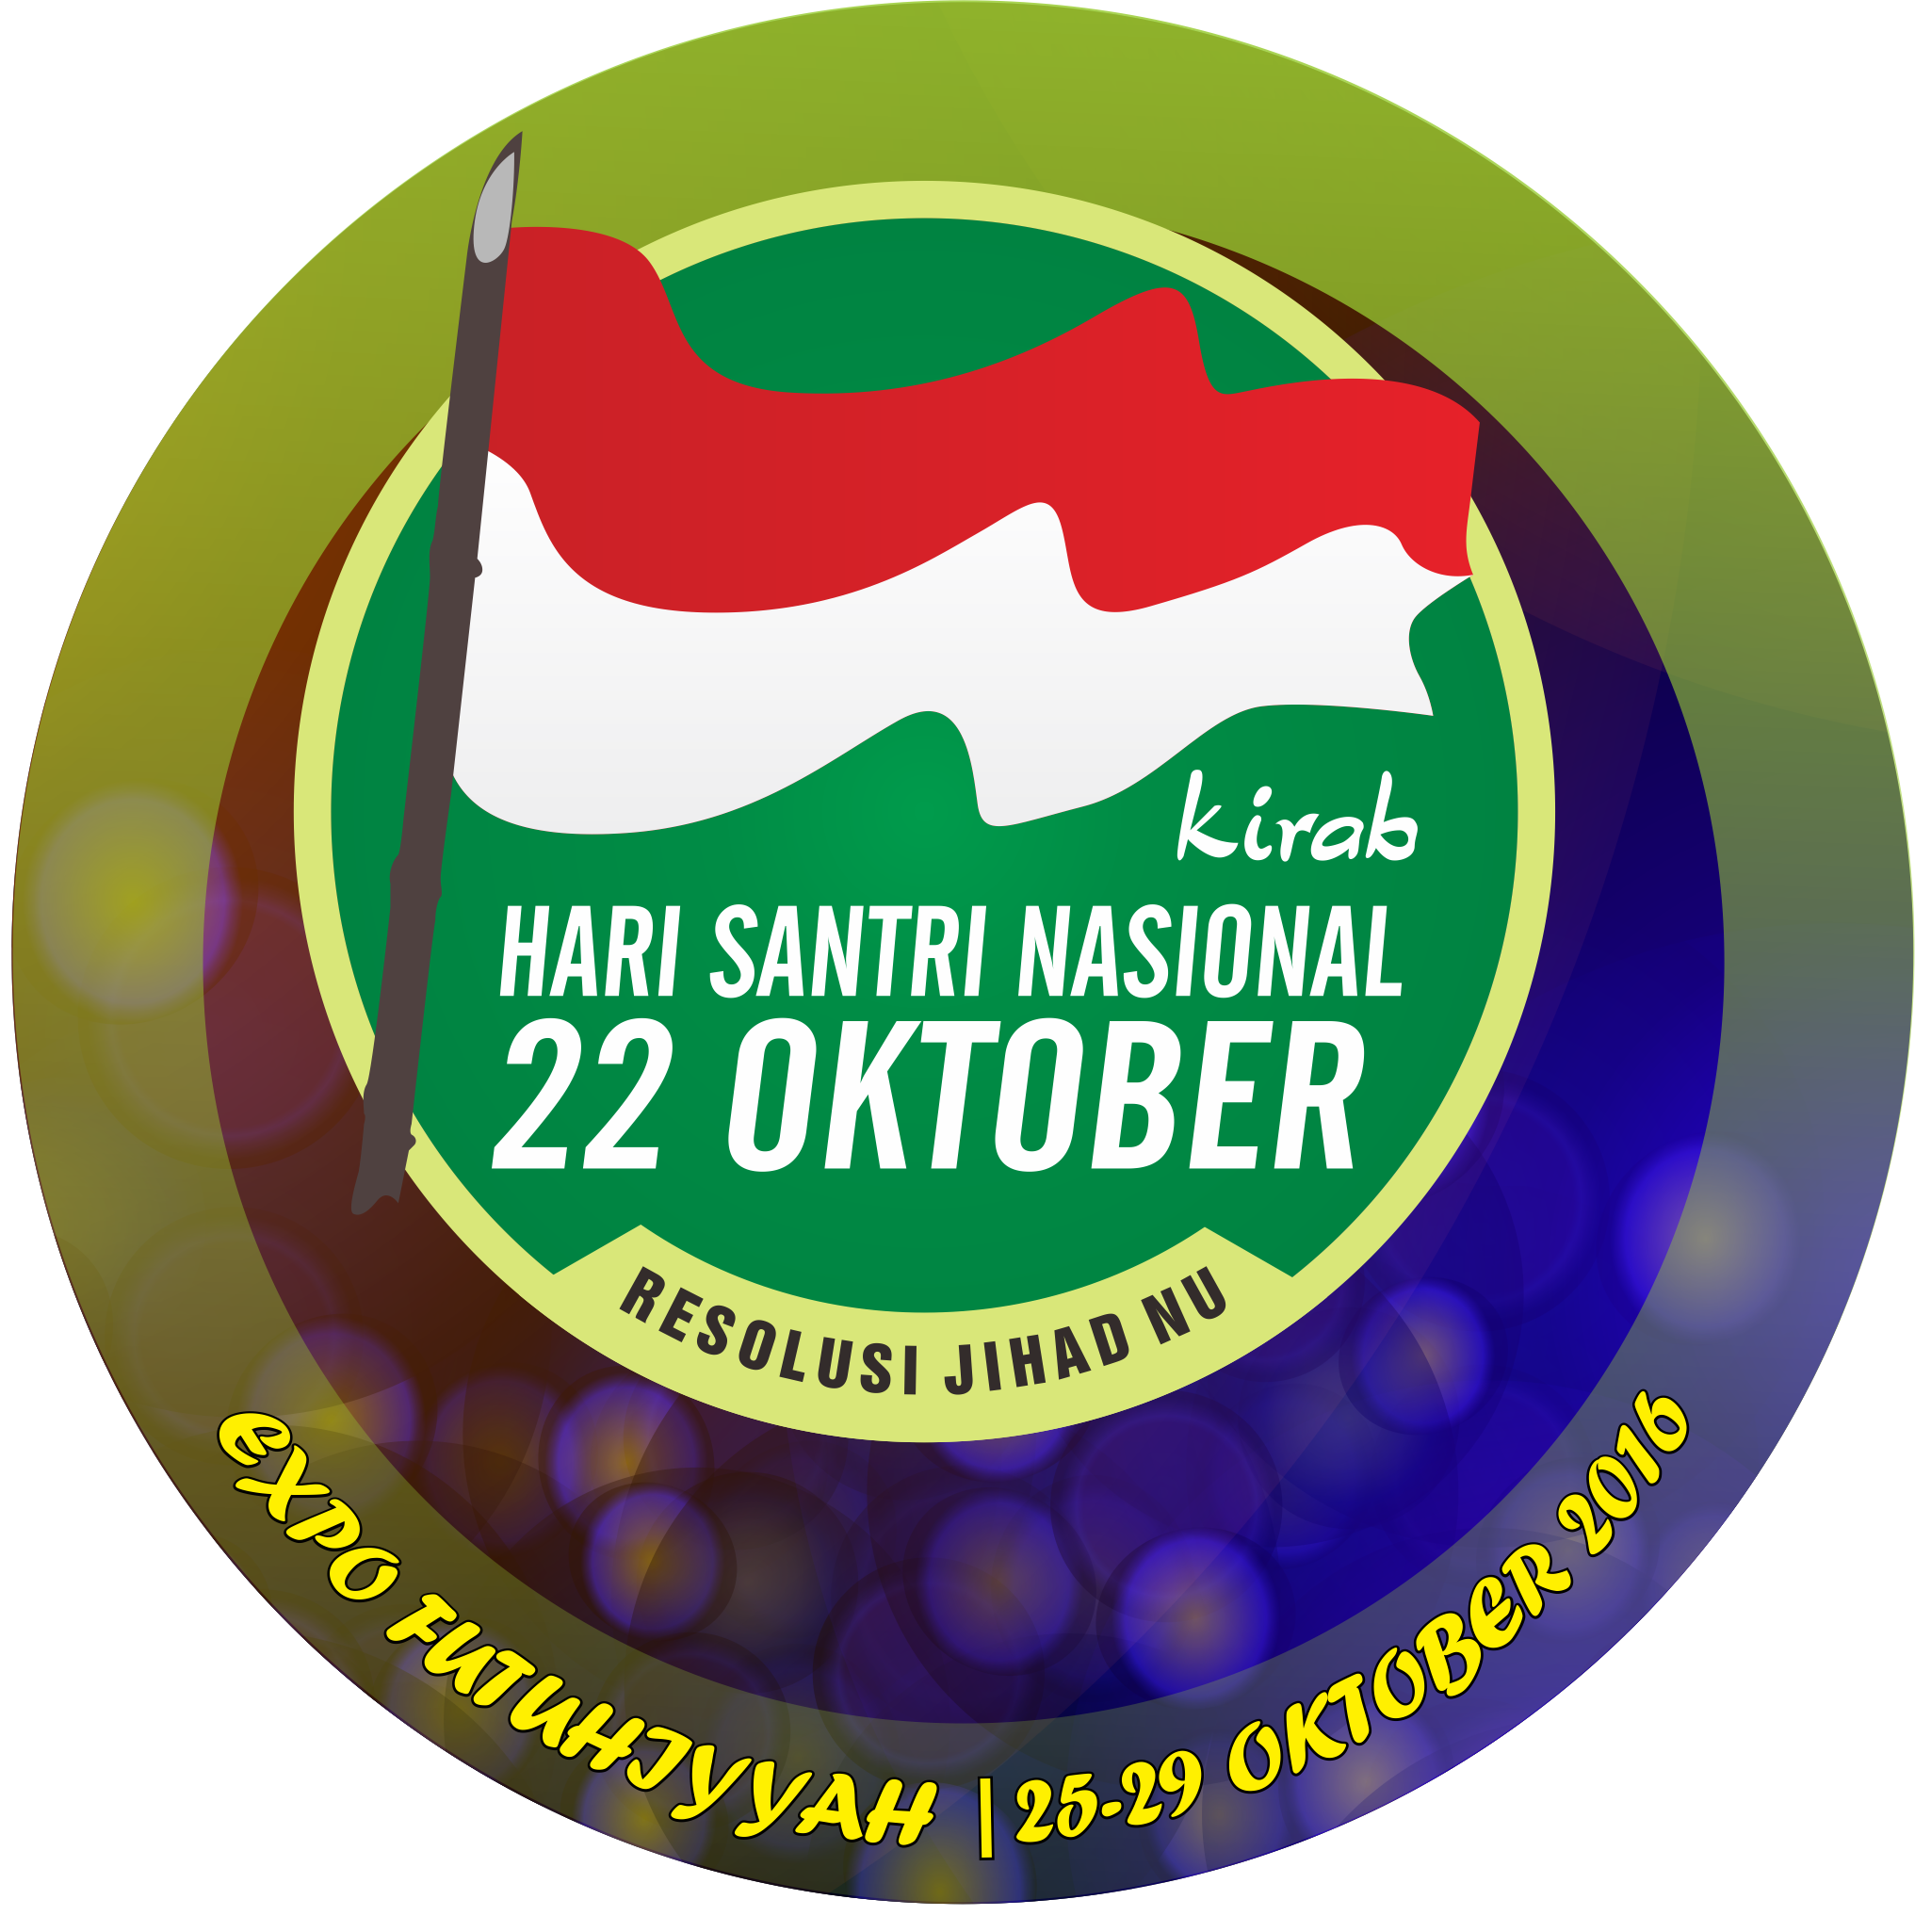 kirab
HARI SANTRI NASIONAL
22 OKTOBER
RESOLUSI JIHAD NU
EXPO FUTUHIYYAH | 25-29 OKTOBER 2016